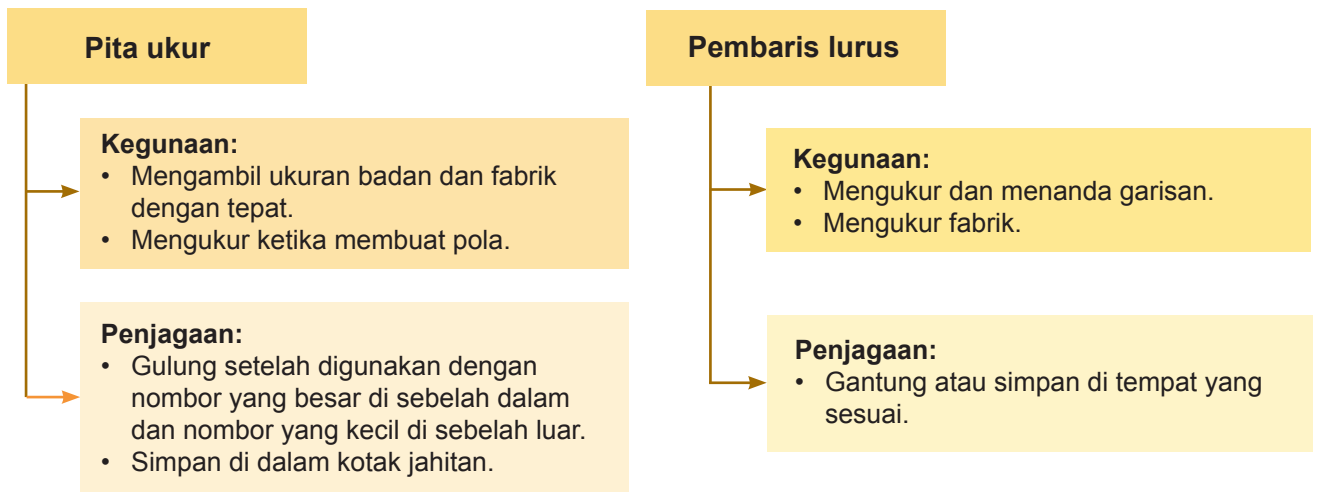 Pita ukur
Kegunaan:
• Mengambil ukuran badan dan fabrik
dengan tepat.
• Mengukur ketika membuat pola.
Penjagaan:
• Gulung setelah digunakan dengan
nombor yang besar di sebelah dalam
dan nombor yang kecil di sebelah luar.
• Simpan di dalam kotak jahitan.
Pembaris lurus
Kegunaan:
• Mengukur dan menanda garisan.
• Mengukur fabrik.
Penjagaan:
• Gantung atau simpan di tempat yang
sesuai.